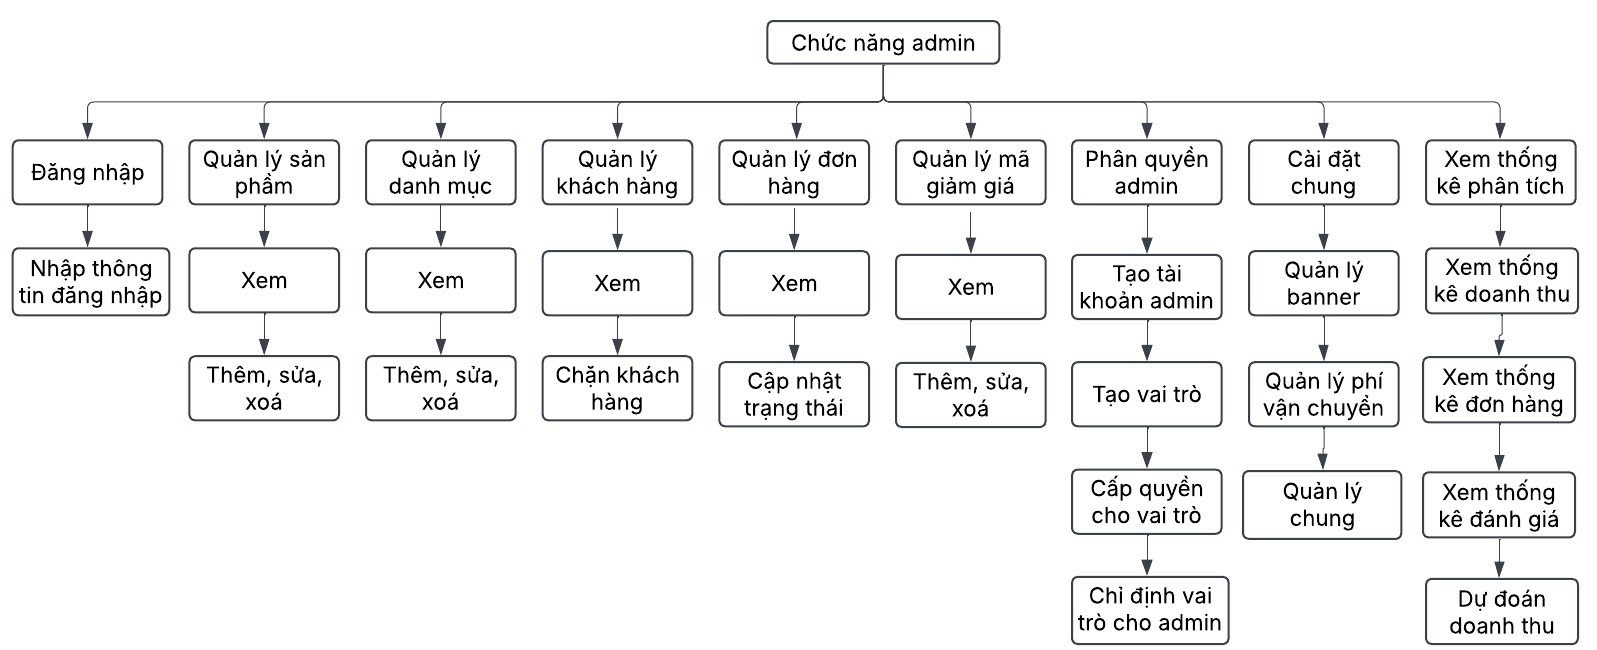 Chức năng admin
Đăng nhập
Quản lý sản
phẩm
Quản lý
danh mục
Quản lý
khách hàng
Quản lý đơn
hàng
Quản lý mã
giảm giá
Phân quyền
admin
Cài đặt
chung
Xem thống
kê phân tích
Nhập thông
tin đăng nhập
Xem
Xem
Xem
Xem
Xem
Tạo tài
khoản admin
Quản lý
banner
Xem thống
kê doanh thu
Thêm, sửa,
xoá
Thêm, sửa,
xoá
Chặn khách
hàng
Cập nhật
trạng thái
Thêm, sửa,
xoá
Tạo vai trò
Quản lý phí
vận chuyển
Xem thống
kê đơn hàng
Cấp quyền
cho vai trò
Quản lý
chung
Xem thống
kê đánh giá
Chỉ định vai
trò cho admin
Dự đoán
doanh thu